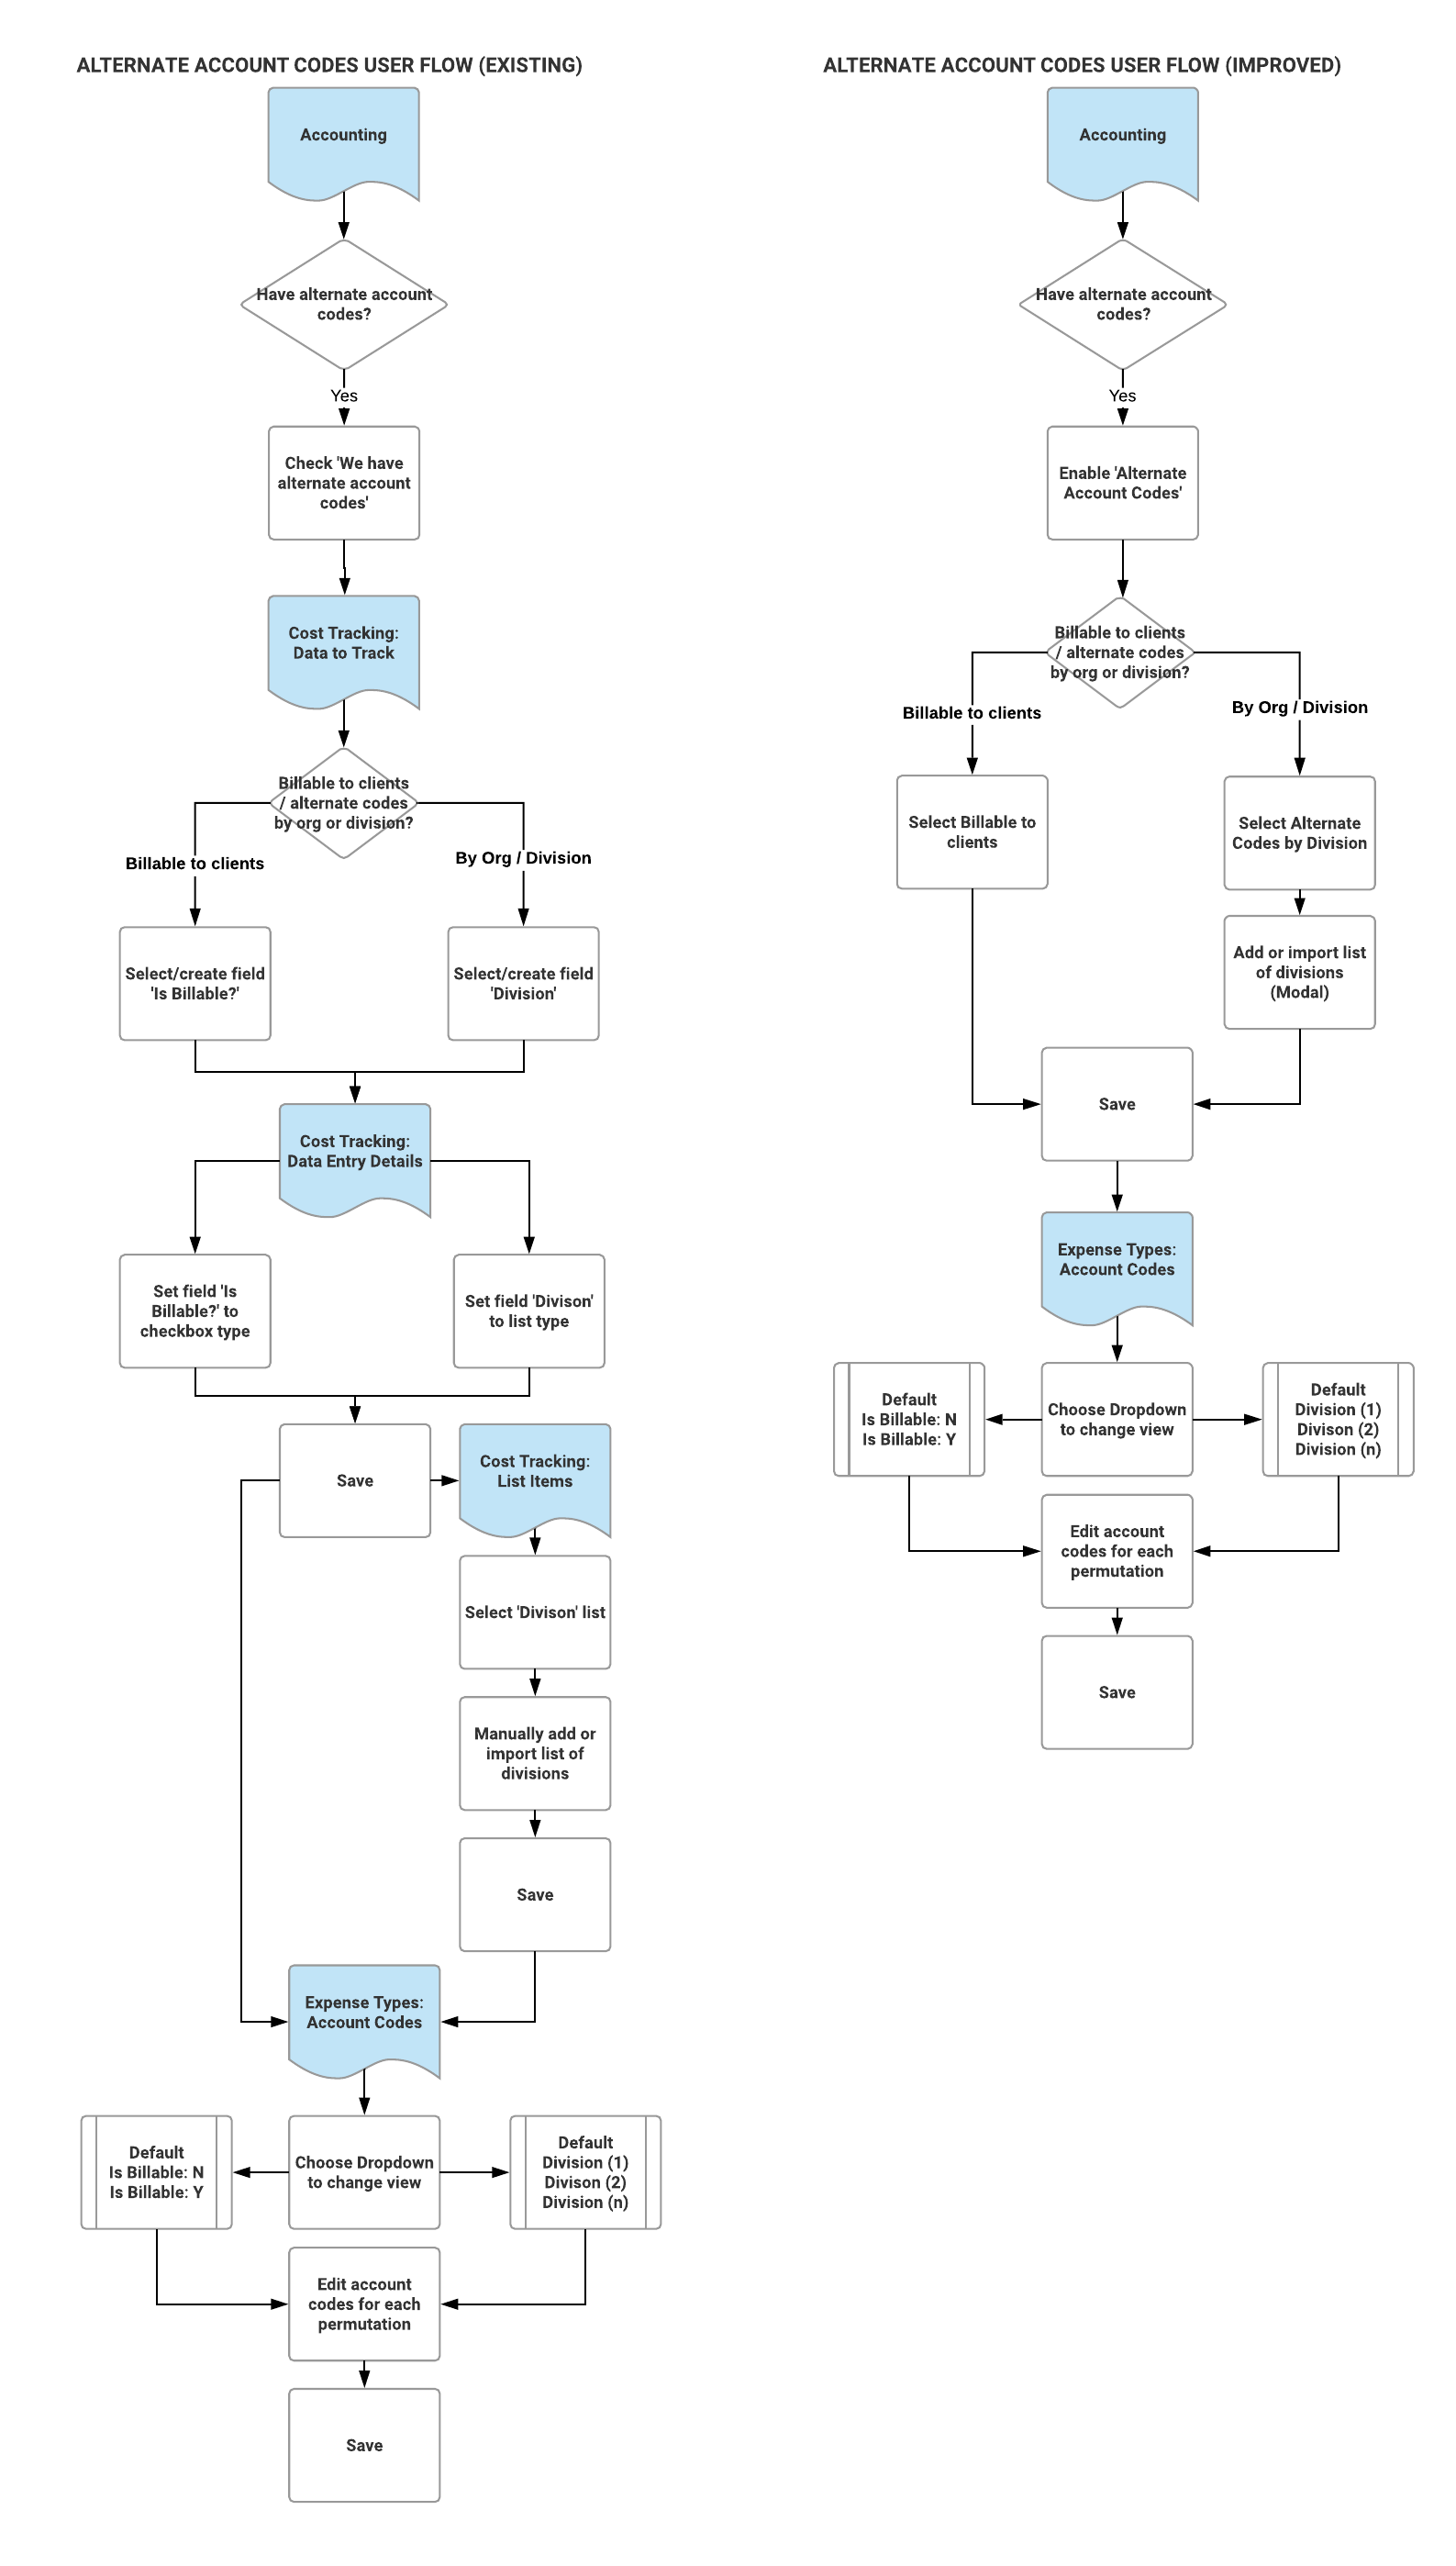 ALTERNATE ACCOUNT CODES USER FLOW (EXISTING)
Accounting
Have alternate account
codes?
Yes
Check 'We have
alternate account
codes'
Cost Tracking:
Data to Track
Billable to clients
/ alternate codes
by org or division?
Billable to clients
By Org / Division
Select/create field
'Is Billable?'
Select/create field
'Division'
Cost Tracking:
Data Entry Details
Set field 'Is
Billable?' to
checkbox type
Set field 'Divison'
to list type
Save
Cost Tracking:
List Items
Select 'Divison' list
Manually add or
import list of
divisions
Save
Expense Types:
Account Codes
Default
Is Billable: N
Is Billable: Y
Choose Dropdown
to change view
Default
Division (1)
Divison (2)
Division (n)
Edit account
codes for each
permutation
Save
ALTERNATE ACCOUNT CODES USER FLOW (IMPROVED)
Accounting
Have alternate account
codes?
Yes
Enable 'Alternate
Account Codes'
Billable to clients
/ alternate codes
by org or division?
Billable to clients
By Org / Division
Select Billable to
clients
Select Alternate
Codes by Division
Add or import list
of divisions
(Modal)
Save
Expense Types:
Account Codes
Default
Is Billable: N
Is Billable: Y
Choose Dropdown
to change view
Default
Division (1)
Divison (2)
Division (n)
Edit account
codes for each
permutation
Save